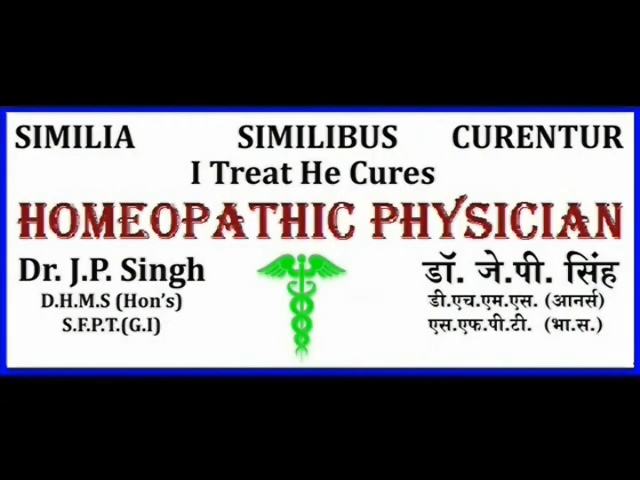 SIMILIA SIMILIBUS CURENTUR
I Treat He Cures
HOMEOPATHIC PHYSICIAN
Dr. J.P. Singh
D.H.M.S (Hon's)
S.F.P.T.(G.I)
डॉ. जे.पी. सिंह
डी.एच.एम.एस. (आनर्स)
एस.एफ.पी.टी. (भा.स.)